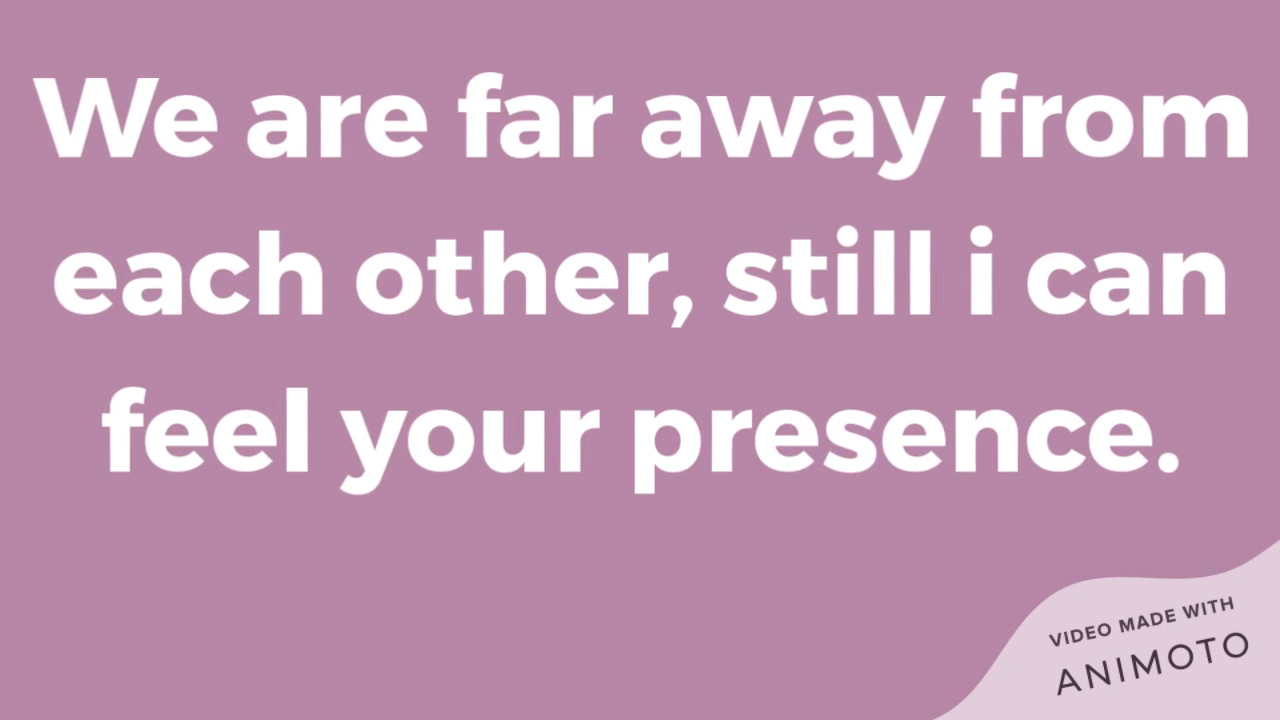 We are far away from
each other, still i can
feel your presence.
VIDEO MADE WITH
ANIMOTO